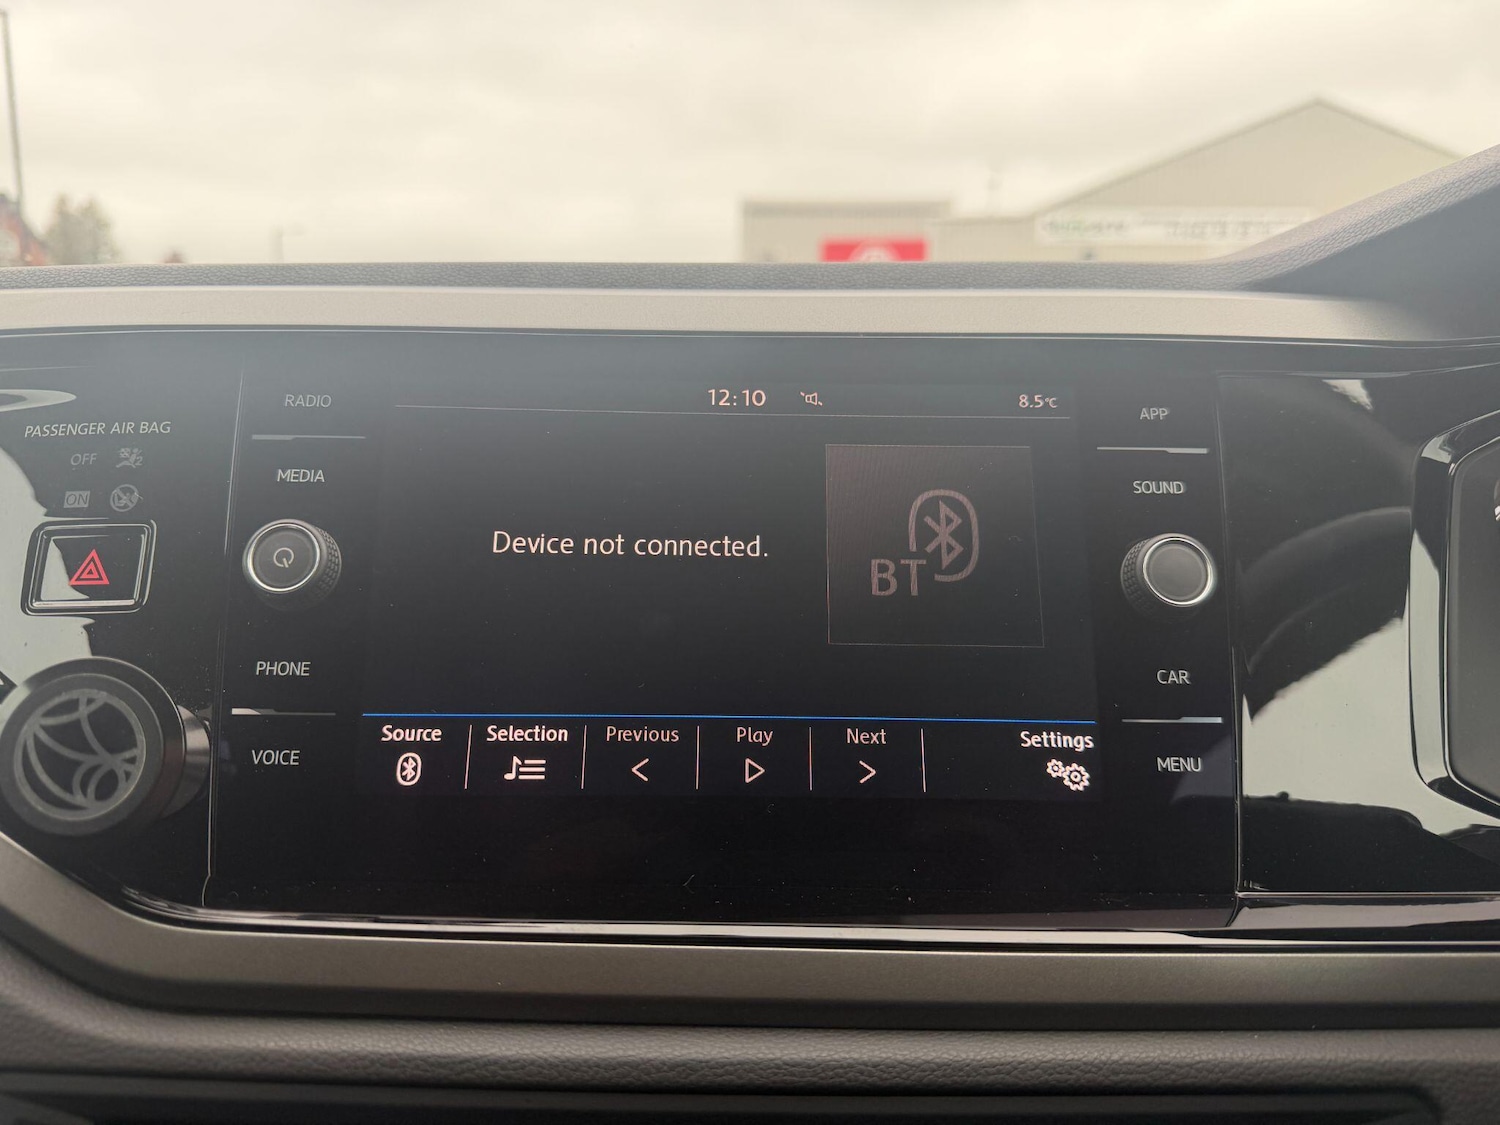 12:10
8.5°C
RADIO
APP
PASSENGER AIR BAG
OFF
2
ON
MEDIA
SOUND
Device not connected.
BT
PHONE
CAR
VOICE
MENU
Source
Selection
Previous
Play
Next
Settings